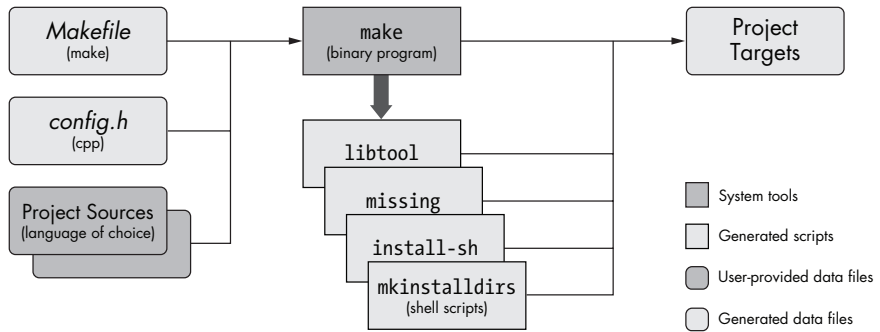 Makefile
(make)
config.h
(cpp)
Project Sources
(language of choice)
make
(binary program)
libtool
missing
install-sh
mkinstalldirs
(shell scripts)
Project
Targets
System tools
Generated scripts
User-provided data files
Generated data files